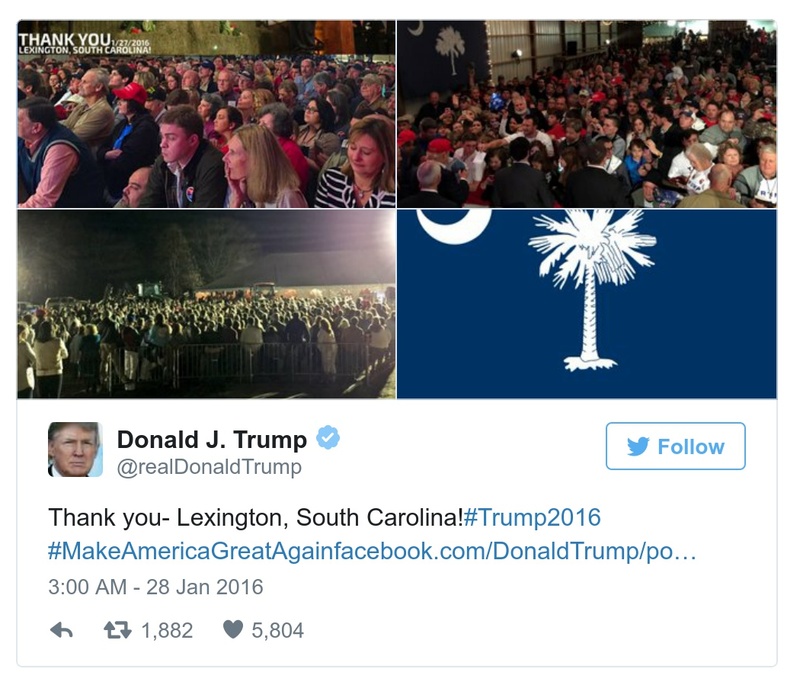 THANK YOU 1/27/2016
LEXINGTON, SOUTH CAROLINA!
Donald J. Trump
@realDonaldTrump
Follow
Thank you- Lexington, South Carolina!#Trump2016
#MakeAmericaGreatAgainfacebook.com/DonaldTrump/po…
3:00 AM - 28 Jan 2016
1,882 5,804